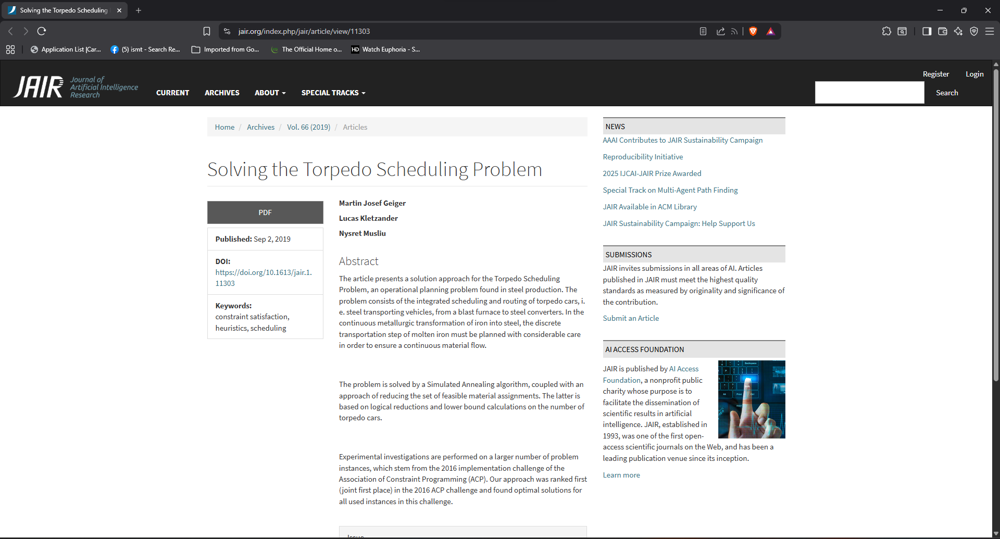 Solving the Torpedo Scheduling
jair.org/index.php/jair/article/view/11303
Application List |Car...
(5) ismt - Search Re...
Imported from Go...
The Official Home o...
HD Watch Euphoria - S...
JAIR
Journal of
Artificial Intelligence
Research
CURRENT
ARCHIVES
ABOUT
SPECIAL TRACKS
Register
Login
Search
Home / Archives / Vol. 66 (2019) / Articles
Solving the Torpedo Scheduling Problem
PDF
Published: Sep 2, 2019
DOI:
https://doi.org/10.1613/jair.1.
11303
Keywords:
constraint satisfaction,
heuristics, scheduling
Martin Josef Geiger
Lucas Kletzander
Nysret Musliu
Abstract
The article presents a solution approach for the Torpedo Scheduling
Problem, an operational planning problem found in steel production. The
problem consists of the integrated scheduling and routing of torpedo cars, i.
e. steel transporting vehicles, from a blast furnace to steel converters. In the
continuous metallurgic transformation of iron into steel, the discrete
transportation step of molten iron must be planned with considerable care
in order to ensure a continuous material flow.
The problem is solved by a Simulated Annealing algorithm, coupled with an
approach of reducing the set of feasible material assignments. The latter is
based on logical reductions and lower bound calculations on the number of
torpedo cars.
Experimental investigations are performed on a larger number of problem
instances, which stem from the 2016 implementation challenge of the
Association of Constraint Programming (ACP). Our approach was ranked first
(joint first place) in the 2016 ACP challenge and found optimal solutions for
all used instances in this challenge.
Issue
NEWS
AAAI Contributes to JAIR Sustainability Campaign
Reproducibility Initiative
2025 IJCAI-JAIR Prize Awarded
Special Track on Multi-Agent Path Finding
JAIR Available in ACM Library
JAIR Sustainability Campaign: Help Support Us
SUBMISSIONS
JAIR invites submissions in all areas of AI. Articles
published in JAIR must meet the highest quality
standards as measured by originality and significance of
the contribution.
Submit an Article
AI ACCESS FOUNDATION
JAIR is published by AI Access
Foundation, a nonprofit public
charity whose purpose is to
facilitate the dissemination of
scientific results in artificial
intelligence. JAIR, established in
1993, was one of the first open-
access scientific journals on the Web, and has been a
leading publication venue since its inception.
Learn more
Backspace